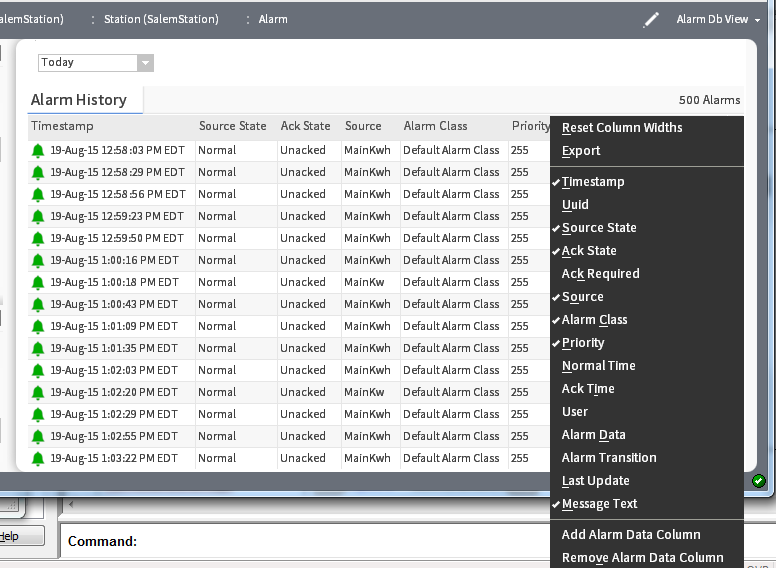 alemStation) : Station (SalemStation) : Alarm Alarm Db View
Today
Alarm History 500 Alarms
Timestamp Source State Ack State Source Alarm Class Priority
19-Aug-15 12:58:03 PM EDT Normal Unacked MainKwh Default Alarm Class 255
19-Aug-15 12:58:29 PM EDT Normal Unacked MainKwh Default Alarm Class 255
19-Aug-15 12:58:56 PM EDT Normal Unacked MainKwh Default Alarm Class 255
19-Aug-15 12:59:23 PM EDT Normal Unacked MainKwh Default Alarm Class 255
19-Aug-15 12:59:50 PM EDT Normal Unacked MainKwh Default Alarm Class 255
19-Aug-15 1:00:16 PM EDT Normal Unacked MainKwh Default Alarm Class 255
19-Aug-15 1:00:18 PM EDT Normal Unacked MainKw Default Alarm Class 255
19-Aug-15 1:00:43 PM EDT Normal Unacked MainKwh Default Alarm Class 255
19-Aug-15 1:01:09 PM EDT Normal Unacked MainKwh Default Alarm Class 255
19-Aug-15 1:01:35 PM EDT Normal Unacked MainKwh Default Alarm Class 255
19-Aug-15 1:02:03 PM EDT Normal Unacked MainKwh Default Alarm Class 255
19-Aug-15 1:02:20 PM EDT Normal Unacked MainKw Default Alarm Class 255
19-Aug-15 1:02:29 PM EDT Normal Unacked MainKwh Default Alarm Class 255
19-Aug-15 1:02:55 PM EDT Normal Unacked MainKwh Default Alarm Class 255
19-Aug-15 1:03:22 PM EDT Normal Unacked MainKwh Default Alarm Class 255
Reset Column Widths
Export
Timestamp
Uuid
Source State
Ack State
Ack Required
Source
Alarm Class
Priority
Normal Time
Ack Time
User
Alarm Data
Alarm Transition
Last Update
Message Text
Add Alarm Data Column
Remove Alarm Data Column
Help
Command: